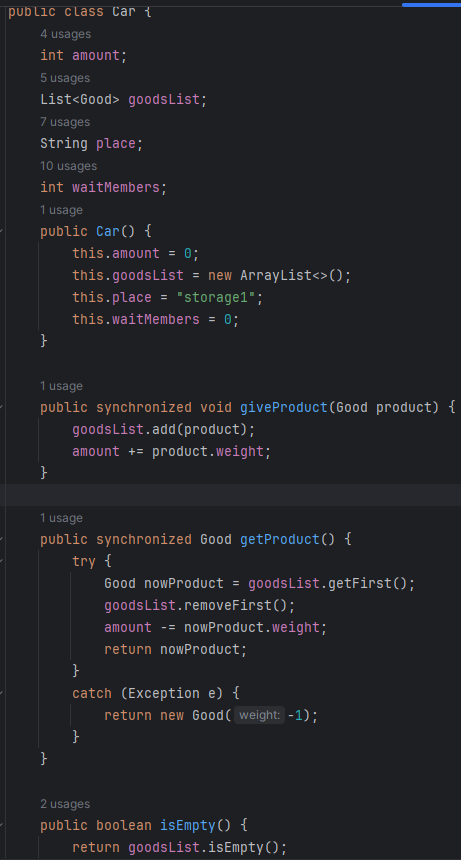 public class Car {
4 usages
int amount;
5 usages
List<Good> goodsList;
7 usages
String place;
10 usages
int waitMembers;
1 usage
public Car() {
this.amount = 0;
this.goodsList = new ArrayList<>();
this.place = "storage1";
this.waitMembers = 0;
}
1 usage
public synchronized void giveProduct(Good product) {
goodsList.add(product);
amount += product.weight;
}
1 usage
public synchronized Good getProduct() {
try {
Good nowProduct = goodsList.getFirst();
goodsList.removeFirst();
amount -= nowProduct.weight;
return nowProduct;
}
catch (Exception e) {
return new Good( weight: -1);
}
}
2 usages
public boolean isEmpty() {
return goodsList.isEmpty();